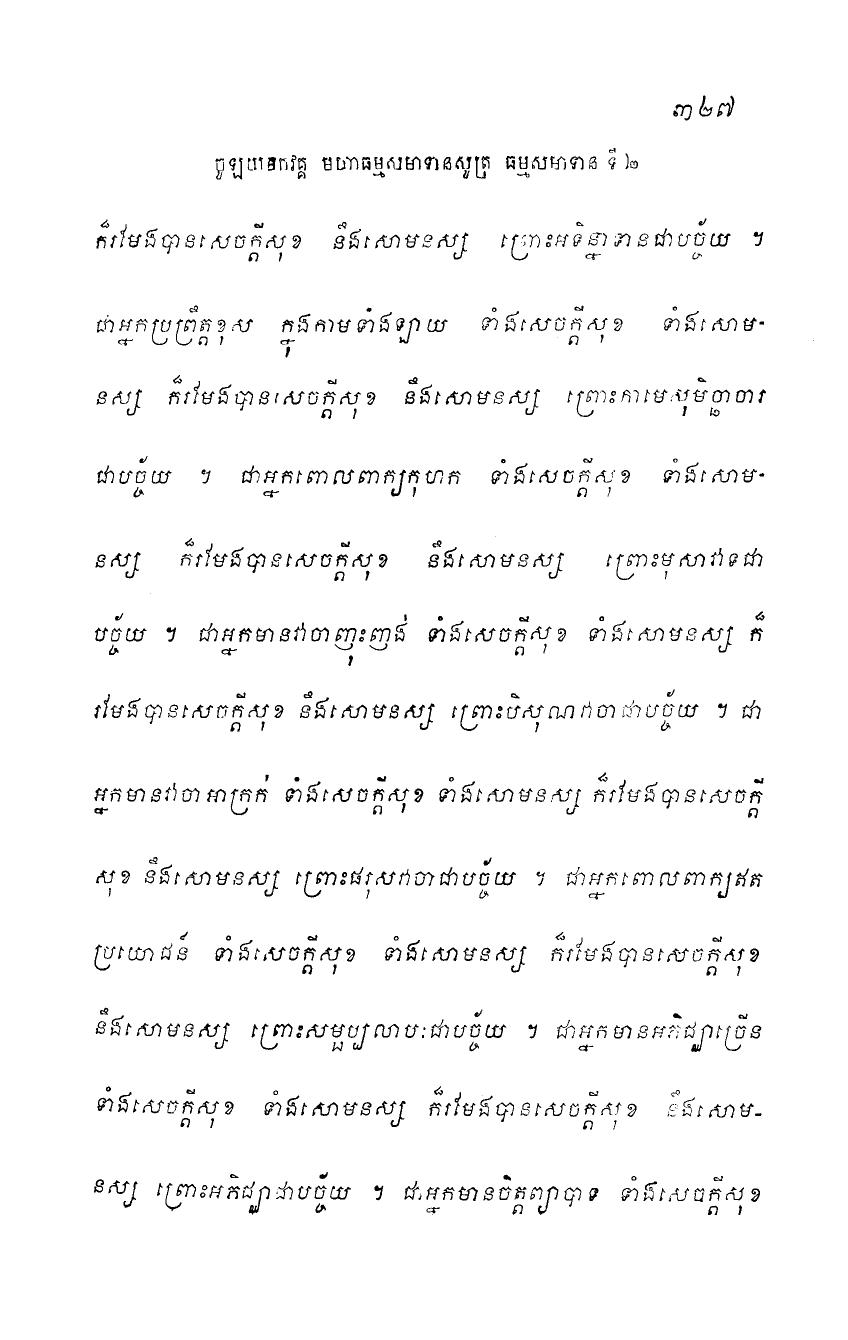 ៣២៧
ចូឡយមកវគ្គ មហាធម្មសមាទានសូត្រ ធម្មសមាទាន ទី ២
ក៏រមែងបានសេចក្តីសុខ នឹងសោមនស្ស ព្រោះអទិន្នាទានជាបច្ច័យ ។
ជាអ្នកប្រព្រឹត្តខុស ក្នុងកាមទាំងឡាយ ទាំងសេចក្តីសុខ ទាំងសោម-
នស្ស ក៏រមែងបានសេចក្តីសុខ នឹងសោមនស្ស ព្រោះកាមេសុមិច្ឆាចារ
ជាបច្ច័យ ។ ជាអ្នកពោលពាក្យកុហក ទាំងសេចក្តីសុខ ទាំងសោម-
នស្ស ក៏រមែងបានសេចក្តីសុខ នឹងសោមនស្ស ព្រោះមុសាវាទជា
បច្ច័យ ។ ជាអ្នកមានវាចាញុះញង់ ទាំងសេចក្តីសុខ ទាំងសោមនស្ស ក៏
រមែងបានសេចក្តីសុខ នឹងសោមនស្ស ព្រោះបិសុណវាចាជាបច្ច័យ ។ ជា
អ្នកមានវាចាអាក្រក់ ទាំងសេចក្តីសុខ ទាំងសោមនស្ស ក៏រមែងបានសេចក្តី
សុខ នឹងសោមនស្ស ព្រោះផរុសវាចាជាបច្ច័យ ។ ជាអ្នកពោលពាក្យឥត
ប្រយោជន៍ ទាំងសេចក្តីសុខ ទាំងសោមនស្ស ក៏រមែងបានសេចក្តីសុខ
នឹងសោមនស្ស ព្រោះសម្ផប្បលាបៈជាបច្ច័យ ។ ជាអ្នកមានអភិជ្ឈាច្រើន
ទាំងសេចក្តីសុខ ទាំងសោមនស្ស ក៏រមែងបានសេចក្តីសុខ នឹងសោម-
នស្ស ព្រោះអភិជ្ឈាជាបច្ច័យ ។ ជាអ្នកមានចិត្តព្យាបាទ ទាំងសេចក្តីសុខ